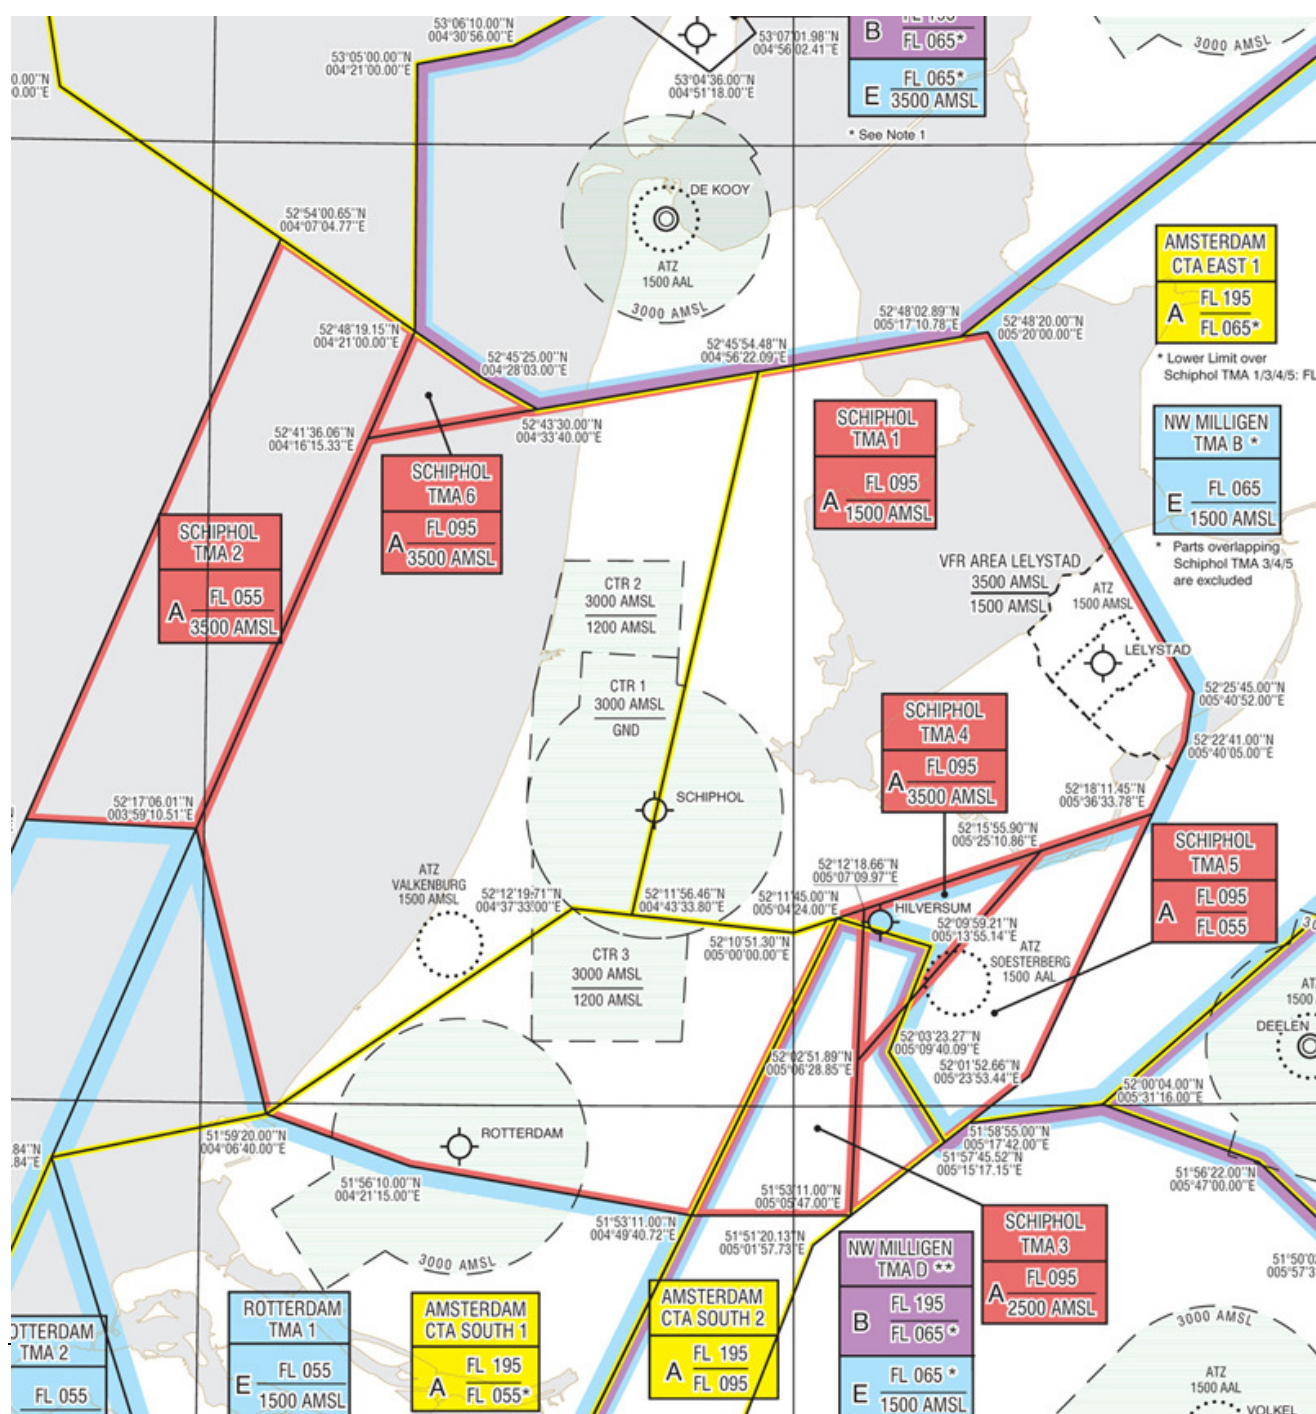 53°06'10.00''N
004°30'56.00''E
53°05'00.00''N
004°21'00.00''E
0.00''N
0.00''E
53°07'01.98''N
004°56'02.41''E
53°04'36.00''N
004°51'18.00''E
B
FL 195
FL 065*
E
FL 065*
3500 AMSL
* See Note 1
3000 AMSL
DE KOOY
ATZ
1500 AAL
3000 AMSL
52°54'00.65''N
004°07'04.77''E
AMSTERDAM
CTA EAST 1
A
FL 195
FL 065*
* Lower Limit over
Schiphol TMA 1/3/4/5: FL
52°48'19.15''N
004°21'00.00''E
52°45'25.00''N
004°28'03.00''E
52°45'54.48''N
004°56'22.09''E
52°48'02.89''N
005°17'10.78''E
52°48'20.00''N
005°20'00.00''E
52°41'36.06''N
004°16'15.33''E
52°43'30.00''N
004°33'40.00''E
SCHIPHOL
TMA 1
A
FL 095
1500 AMSL
NW MILLIGEN
TMA B *
E
FL 065
1500 AMSL
* Parts overlapping
Schiphol TMA 3/4/5
are excluded
SCHIPHOL
TMA 6
A
FL 095
3500 AMSL
SCHIPHOL
TMA 2
A
FL 055
3500 AMSL
CTR 2
3000 AMSL
1200 AMSL
VFR AREA LELYSTAD
3500 AMSL
1500 AMSL
ATZ
1500 AMSL
LELYSTAD
CTR 1
3000 AMSL
GND
52°25'45.00''N
005°40'52.00''E
SCHIPHOL
TMA 4
A
FL 095
3500 AMSL
52°22'41.00''N
005°40'05.00''E
52°17'06.01''N
003°59'10.51''E
SCHIPHOL
52°18'11.45''N
005°36'33.78''E
52°15'55.90''N
005°25'10.86''E
SCHIPHOL
TMA 5
A
FL 095
FL 055
ATZ
VALKENBURG
1500 AMSL
52°12'19.71''N
004°37'33.00''E
52°11'56.46''N
004°43'33.80''E
52°12'18.66''N
005°07'09.97''E
52°11'45.00''N
005°04'24.00''E
HILVERSUM
52°09'59.21''N
005°13'55.14''E
52°10'51.30''N
005°00'00.00''E
CTR 3
3000 AMSL
1200 AMSL
ATZ
SOESTERBERG
1500 AAL
DEELEN
52°02'51.89''N
005°06'28.85''E
52°03'23.27''N
005°09'40.09''E
52°01'52.66''N
005°23'53.44''E
52°00'04.00''N
005°31'16.00''E
51°59'20.00''N
004°06'40.00''E
ROTTERDAM
51°58'55.00''N
005°17'42.00''E
51°57'45.52''N
005°15'17.15''E
.84''N
.84''E
51°56'10.00''N
004°21'15.00''E
51°56'22.00''N
005°47'00.00''E
51°53'11.00''N
005°05'47.00''E
51°53'11.00''N
004°49'40.72''E
51°51'20.13''N
005°01'57.73''E
3000 AMSL
SCHIPHOL
TMA 3
A
FL 095
2500 AMSL
NW MILLIGEN
TMA D **
B
FL 195
FL 065 *
E
FL 065 *
1500 AMSL
OTTERDAM
TMA 2
FL 055
ROTTERDAM
TMA 1
E
FL 055
1500 AMSL
AMSTERDAM
CTA SOUTH 1
A
FL 195
FL 055*
AMSTERDAM
CTA SOUTH 2
A
FL 195
FL 095
3000 AMSL
ATZ
1500 AAL
VOLKEL